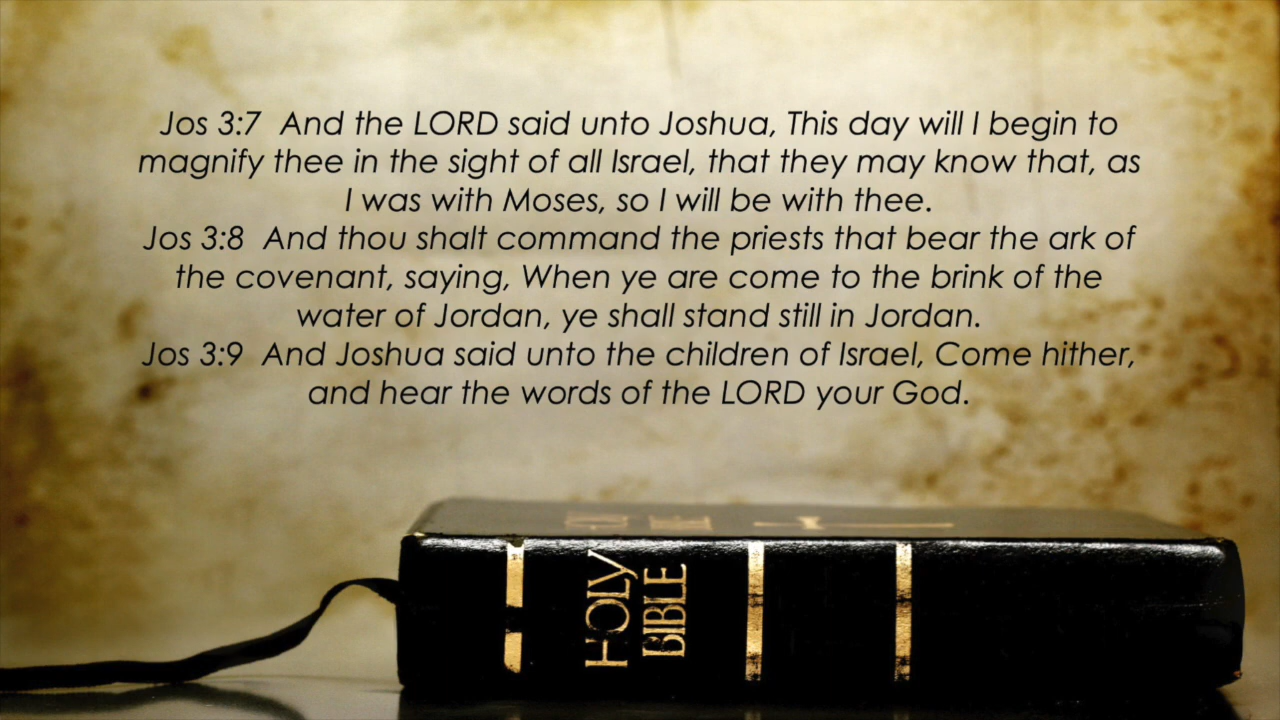 Jos 3:7  And the LORD said unto Joshua, This day will I begin to
magnify thee in the sight of all Israel, that they may know that, as
I was with Moses, so I will be with thee.
Jos 3:8  And thou shalt command the priests that bear the ark of
the covenant, saying, When ye are come to the brink of the
water of Jordan, ye shall stand still in Jordan.
Jos 3:9  And Joshua said unto the children of Israel, Come hither,
and hear the words of the LORD your God.
HOLY
BIBLE